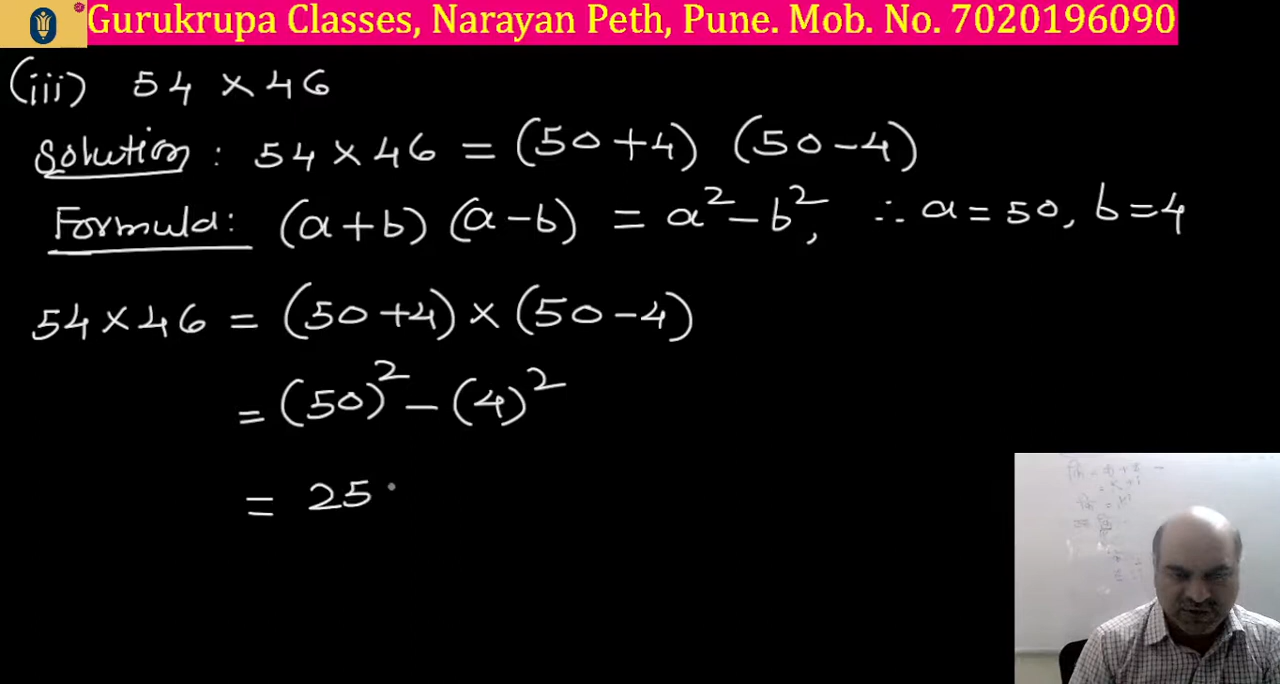 Gurukrupa Classes, Narayan Peth, Pune. Mob. No. 7020196090
(iii) 54 × 46
Solution : 54 × 46 = (50+4) (50-4)
Formula: (a+b) (a-b) = a² - b², ∴ a = 50, b = 4
54 × 46 = (50+4) × (50-4)
= (50)² - (4)²
= 25